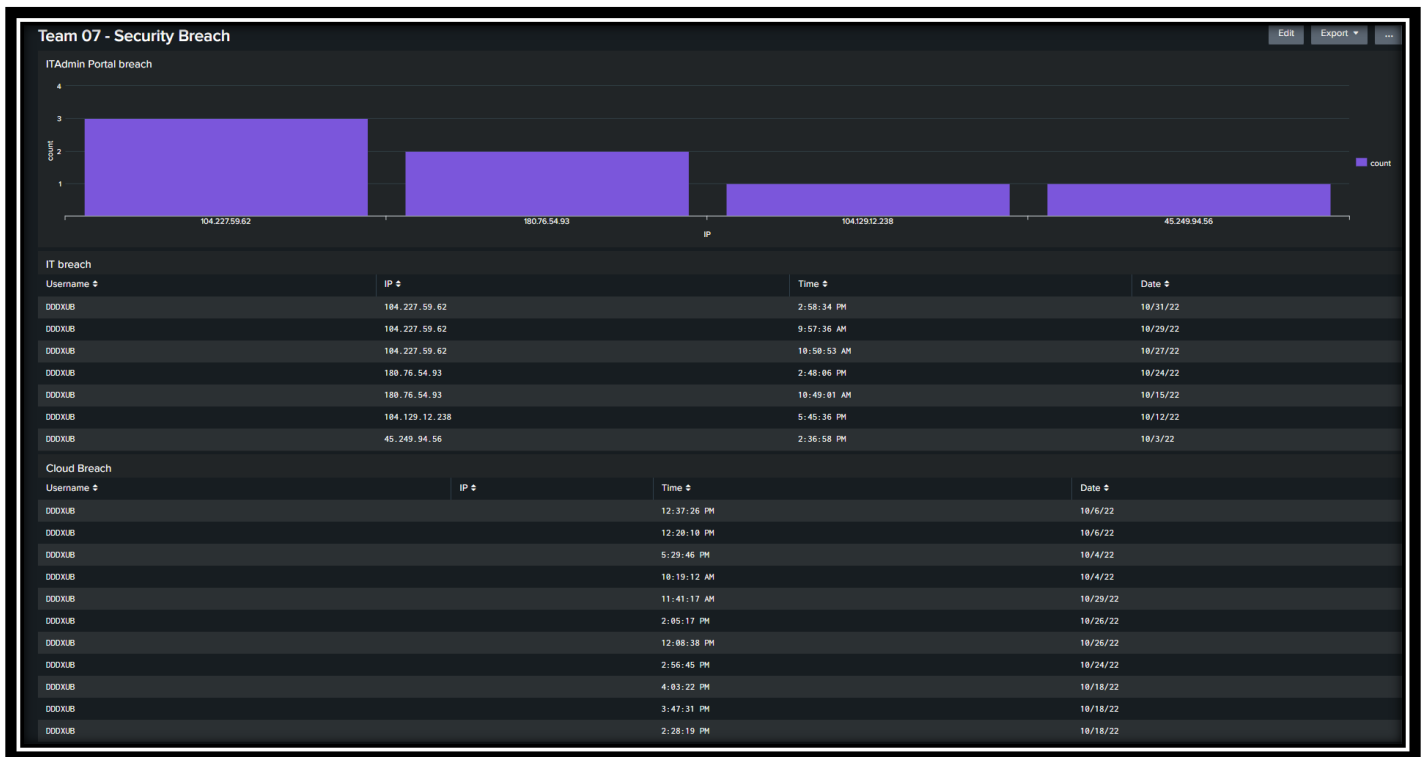 Team 07 - Security Breach
Edit Export ...
ITAdmin Portal breach
4
3
2
1
count
count
104.227.59.62 180.76.54.93 104.129.12.238 45.249.94.56
IP
IT breach
Username IP Time Date
DDDXUB 104.227.59.62 2:58:34 PM 10/31/22
DDDXUB 104.227.59.62 9:57:36 AM 10/29/22
DDDXUB 104.227.59.62 10:50:53 AM 10/27/22
DDDXUB 180.76.54.93 2:48:06 PM 10/24/22
DDDXUB 180.76.54.93 10:49:01 AM 10/15/22
DDDXUB 104.129.12.238 5:45:36 PM 10/12/22
DDDXUB 45.249.94.56 2:36:58 PM 10/3/22
Cloud Breach
Username IP Time Date
DDDXUB 12:37:26 PM 10/6/22
DDDXUB 12:20:10 PM 10/6/22
DDDXUB 5:29:46 PM 10/4/22
DDDXUB 10:19:12 AM 10/4/22
DDDXUB 11:41:17 AM 10/29/22
DDDXUB 2:05:17 PM 10/26/22
DDDXUB 12:08:38 PM 10/26/22
DDDXUB 2:56:45 PM 10/24/22
DDDXUB 4:03:22 PM 10/18/22
DDDXUB 3:47:31 PM 10/18/22
DDDXUB 2:28:19 PM 10/18/22